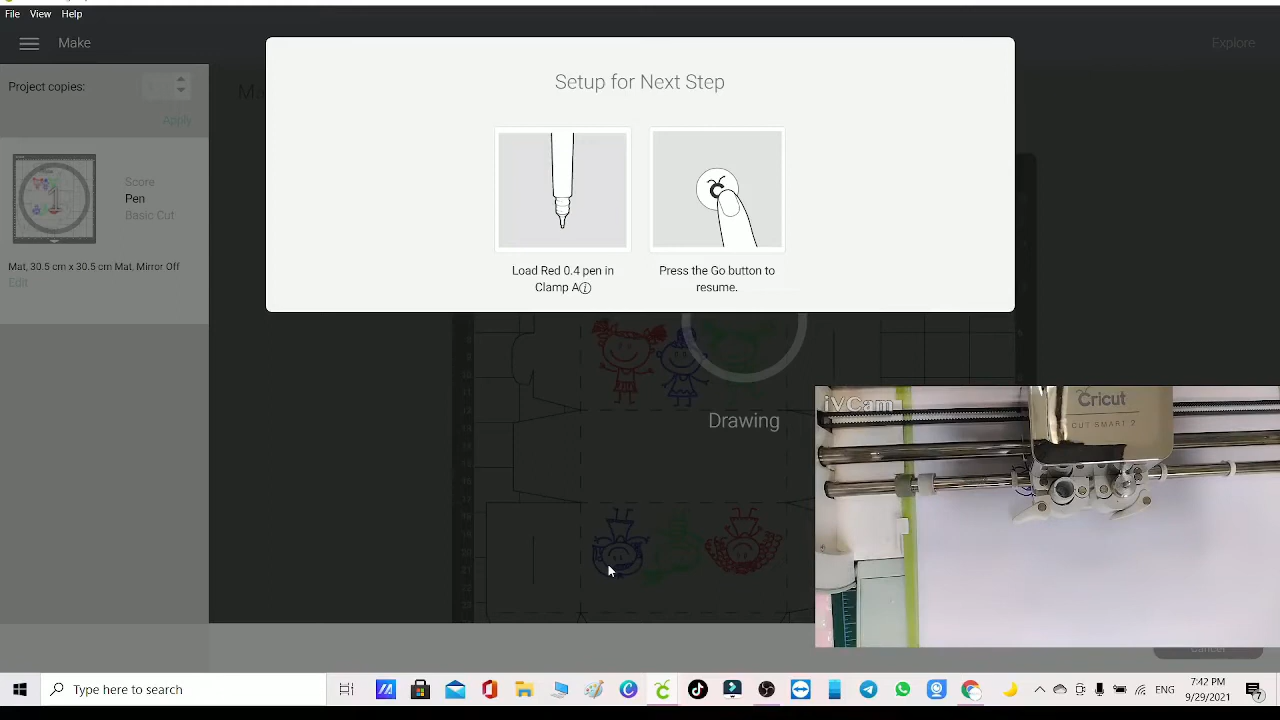 File View Help
Make
Explore
Project copies:
Apply
Setup for Next Step
Score
Pen
Basic Cut
Mat, 30.5 cm x 30.5 cm Mat, Mirror Off
Edit
Load Red 0.4 pen in
Clamp A
Press the Go button to
resume.
Drawing
iVCam
Cricut
CUT SMART 2
Cancel
Type here to search
ENG
7:42 PM
9/29/2021